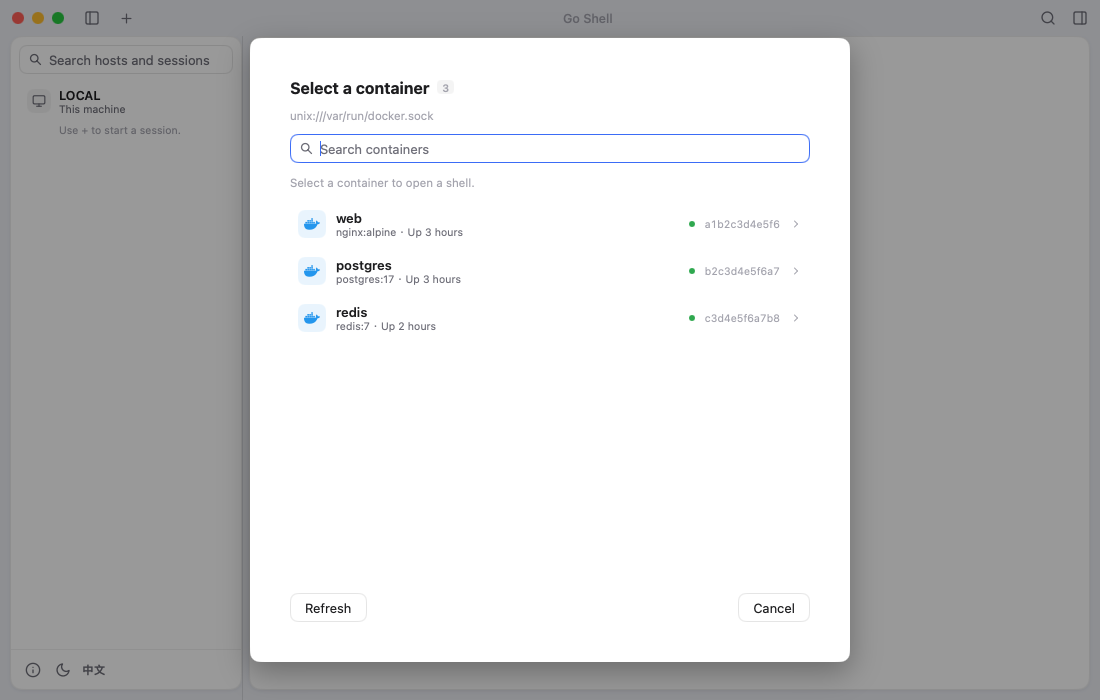 Go Shell
Search hosts and sessions
LOCAL
This machine
Use + to start a session.
Select a container 3
unix:///var/run/docker.sock
Search containers
Select a container to open a shell.
web
nginx:alpine · Up 3 hours
a1b2c3d4e5f6
postgres
postgres:17 · Up 3 hours
b2c3d4e5f6a7
redis
redis:7 · Up 2 hours
c3d4e5f6a7b8
Refresh
Cancel
中文